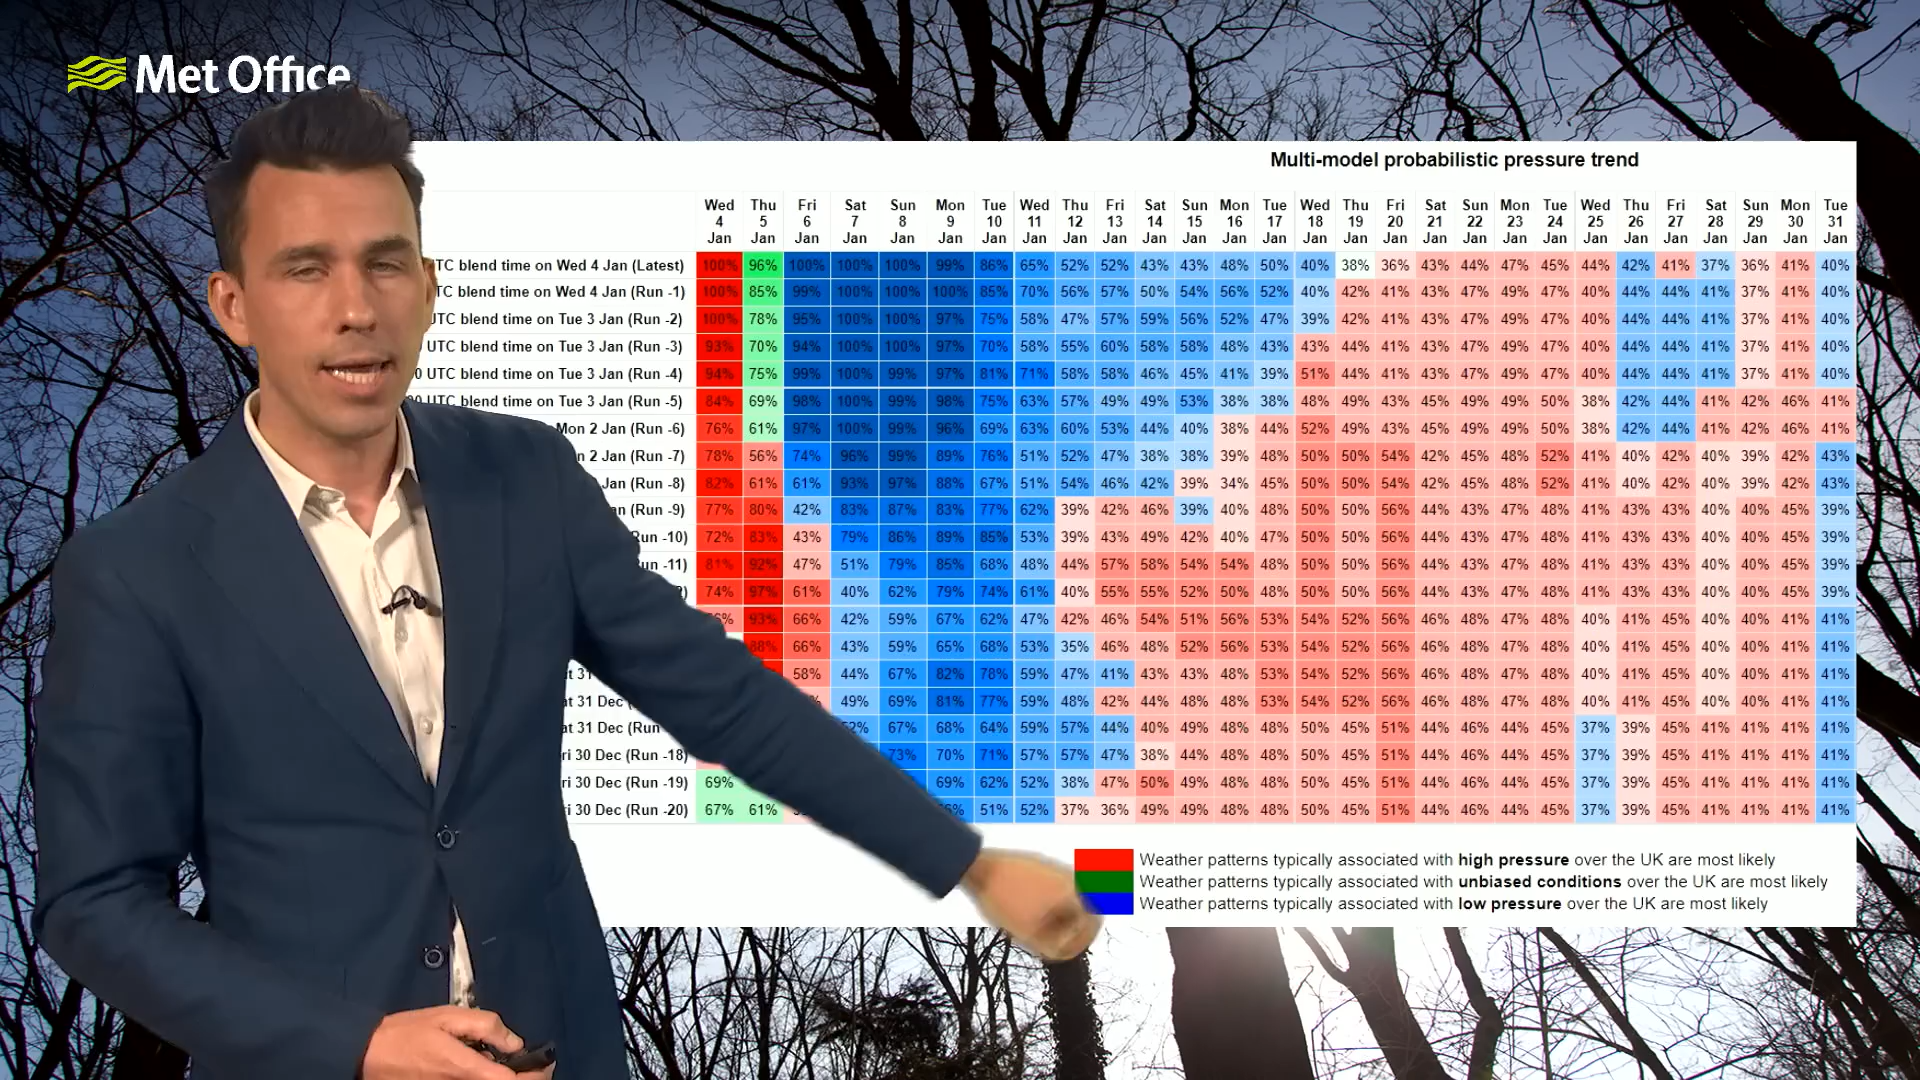 Met Office
Multi-model probabilistic pressure trend
Wed Thu Fri Sat Sun Mon Tue Wed Thu Fri Sat Sun Mon Tue Wed Thu Fri Sat Sun Mon Tue Wed Thu Fri Sat Sun Mon Tue
4 5 6 7 8 9 10 11 12 13 14 15 16 17 18 19 20 21 22 23 24 25 26 27 28 29 30 31
Jan Jan Jan Jan Jan Jan Jan Jan Jan Jan Jan Jan Jan Jan Jan Jan Jan Jan Jan Jan Jan Jan Jan Jan Jan Jan Jan Jan
TC blend time on Wed 4 Jan (Latest) 100% 96% 100% 100% 100% 99% 86% 65% 52% 52% 43% 43% 48% 50% 40% 38% 36% 43% 44% 47% 45% 44% 42% 41% 37% 36% 41% 40%
TC blend time on Wed 4 Jan (Run -1) 100% 85% 99% 100% 100% 100% 85% 70% 56% 57% 50% 54% 56% 52% 40% 42% 41% 43% 47% 49% 47% 40% 44% 44% 41% 37% 41% 40%
UTC blend time on Tue 3 Jan (Run -2) 100% 78% 95% 100% 100% 97% 75% 58% 47% 57% 59% 56% 52% 47% 39% 42% 41% 43% 47% 49% 47% 40% 44% 44% 41% 37% 41% 40%
UTC blend time on Tue 3 Jan (Run -3) 93% 70% 94% 100% 100% 97% 70% 58% 55% 60% 58% 58% 48% 43% 43% 44% 41% 43% 47% 49% 47% 40% 44% 44% 41% 37% 41% 40%
0 UTC blend time on Tue 3 Jan (Run -4) 94% 75% 99% 100% 99% 97% 81% 71% 58% 58% 46% 45% 41% 39% 51% 44% 41% 43% 47% 49% 47% 40% 44% 44% 41% 37% 41% 40%
00 UTC blend time on Tue 3 Jan (Run -5) 84% 69% 98% 100% 99% 98% 75% 63% 57% 49% 49% 53% 38% 38% 48% 49% 43% 45% 49% 49% 50% 38% 42% 44% 41% 42% 46% 41%
Mon 2 Jan (Run -6) 76% 61% 97% 100% 99% 96% 69% 63% 60% 53% 44% 40% 38% 44% 52% 49% 43% 45% 49% 49% 50% 38% 42% 44% 41% 42% 46% 41%
n 2 Jan (Run -7) 78% 56% 74% 96% 99% 89% 76% 51% 52% 47% 38% 38% 39% 48% 50% 50% 54% 42% 45% 48% 52% 41% 40% 42% 40% 39% 42% 43%
Jan (Run -8) 82% 61% 61% 93% 97% 88% 67% 51% 54% 46% 42% 39% 34% 45% 50% 50% 54% 42% 45% 48% 52% 41% 40% 42% 40% 39% 42% 43%
an (Run -9) 77% 80% 42% 83% 87% 83% 77% 62% 39% 42% 46% 39% 40% 48% 50% 50% 56% 44% 43% 47% 48% 41% 43% 43% 40% 40% 45% 39%
Run -10) 72% 83% 43% 79% 86% 89% 85% 53% 39% 43% 49% 42% 40% 47% 50% 50% 56% 44% 43% 47% 48% 41% 43% 43% 40% 40% 45% 39%
un -11) 81% 92% 47% 51% 79% 85% 68% 48% 44% 57% 58% 54% 54% 48% 50% 50% 56% 44% 43% 47% 48% 41% 43% 43% 40% 40% 45% 39%
74% 97% 61% 40% 62% 79% 74% 61% 40% 55% 55% 52% 50% 48% 50% 50% 56% 44% 43% 47% 48% 41% 43% 43% 40% 40% 45% 39%
93% 66% 42% 59% 67% 62% 47% 42% 46% 54% 51% 56% 53% 54% 52% 56% 46% 48% 47% 48% 40% 41% 45% 40% 40% 41% 41%
88% 66% 43% 59% 65% 68% 53% 35% 46% 48% 52% 56% 53% 54% 52% 56% 46% 48% 47% 48% 40% 41% 45% 40% 40% 41% 41%
at 31 58% 44% 67% 82% 78% 59% 47% 41% 43% 43% 48% 53% 54% 52% 56% 46% 48% 47% 48% 40% 41% 45% 40% 40% 41% 41%
at 31 Dec ( 49% 69% 81% 77% 59% 48% 42% 44% 48% 48% 53% 54% 52% 56% 46% 48% 47% 48% 40% 41% 45% 40% 40% 41% 41%
at 31 Dec (Run 52% 67% 68% 64% 59% 57% 44% 40% 49% 48% 48% 50% 45% 51% 44% 46% 44% 45% 37% 39% 45% 41% 41% 41% 41%
ri 30 Dec (Run -18) 73% 70% 71% 57% 57% 47% 38% 44% 48% 48% 50% 45% 51% 44% 46% 44% 45% 37% 39% 45% 41% 41% 41% 41%
ri 30 Dec (Run -19) 69% 69% 62% 52% 38% 47% 50% 49% 48% 48% 50% 45% 51% 44% 46% 44% 45% 37% 39% 45% 41% 41% 41% 41%
ri 30 Dec (Run -20) 67% 61% 51% 52% 37% 36% 49% 49% 48% 48% 50% 45% 51% 44% 46% 44% 45% 37% 39% 45% 41% 41% 41% 41%
Weather patterns typically associated with high pressure over the UK are most likely
Weather patterns typically associated with unbiased conditions over the UK are most likely
Weather patterns typically associated with low pressure over the UK are most likely